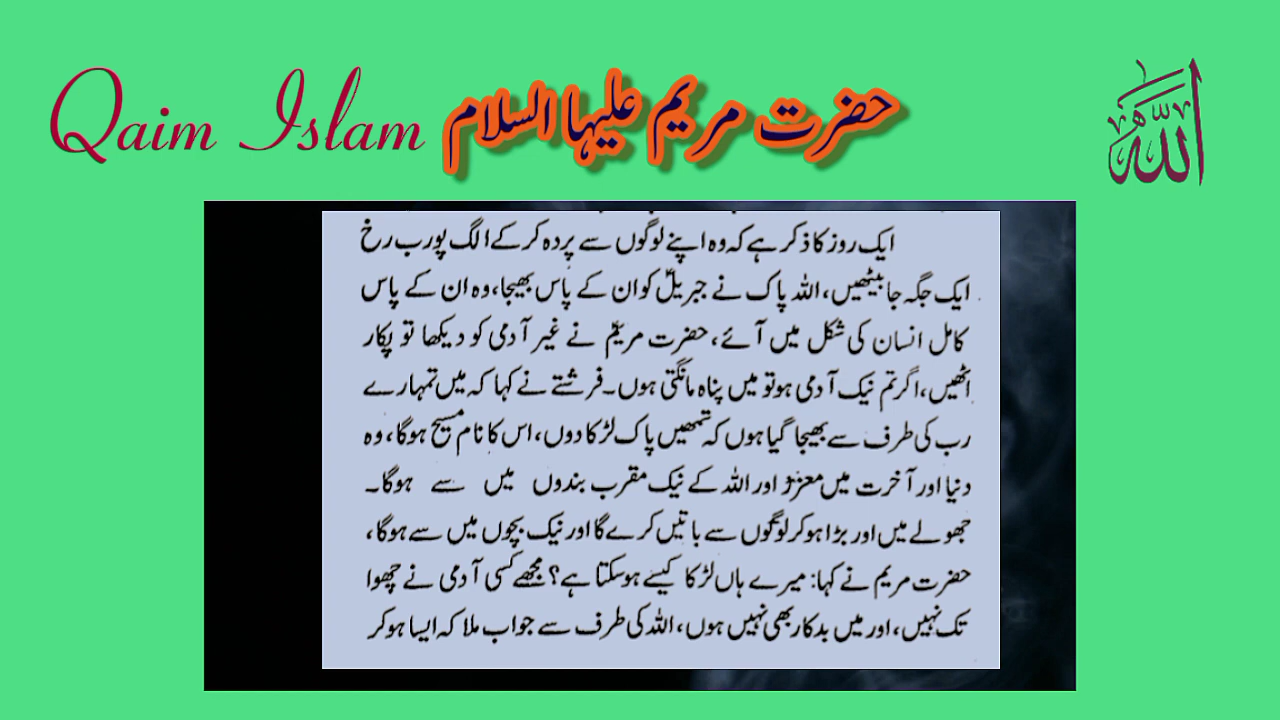 Qaim Islam حضرت مریم علیہا السلام
الله
ایک روز کا ذکر ہے کہ وہ اپنے لوگوں سے پردہ کر کے الگ پورب رخ
ایک جگہ جا بیٹھیں، اللہ پاک نے جبریلؑ کو ان کے پاس بھیجا، وہ ان کے پاس
کامل انسان کی شکل میں آئے، حضرت مریمؑ نے غیر آدمی کو دیکھا تو پکار
اٹھیں، اگر تم نیک آدمی ہو تو میں پناہ مانگتی ہوں۔ فرشتے نے کہا کہ میں تمہارے
رب کی طرف سے بھیجا گیا ہوں کہ تمھیں پاک لڑکا دوں، اس کا نام مسیح ہوگا، وہ
دنیا اور آخرت میں معزز اور اللہ کے نیک مقرب بندوں میں سے ہوگا۔
جھولے میں اور بڑا ہو کر لوگوں سے باتیں کرے گا اور نیک بچوں میں سے ہوگا،
حضرت مریم نے کہا: میرے ہاں لڑکا کیسے ہوسکتا ہے؟ مجھے کسی آدمی نے چھوا
تک نہیں، اور میں بدکار بھی نہیں ہوں، اللہ کی طرف سے جواب ملا کہ ایسا ہو کر